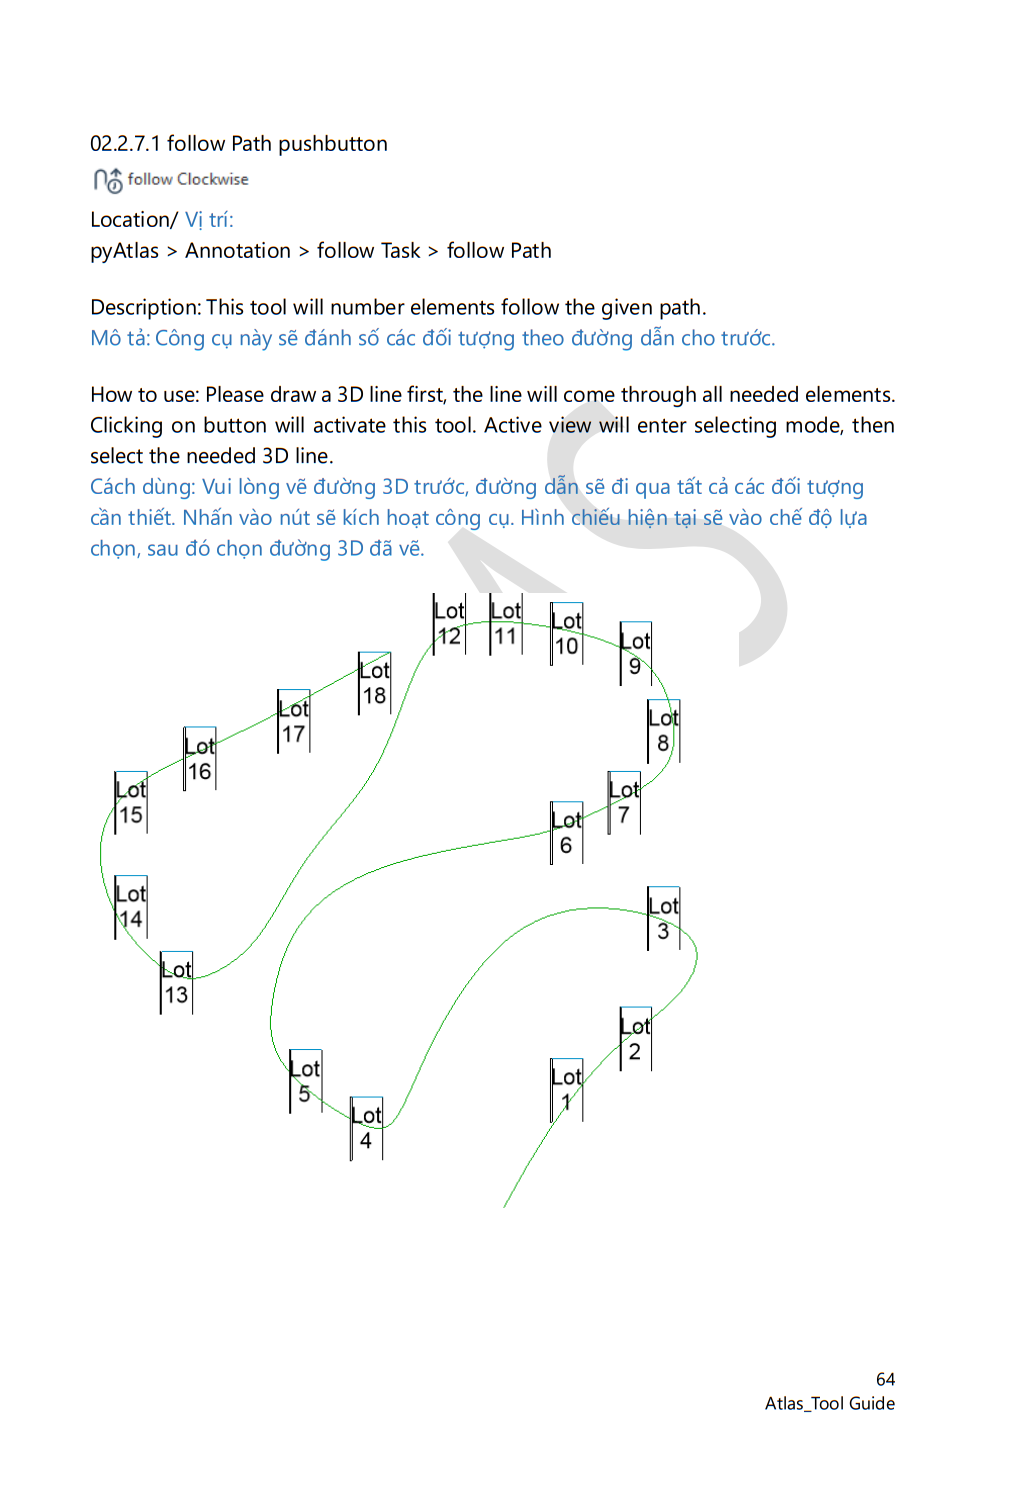 02.2.7.1 follow Path pushbutton
follow Clockwise
Location/ Vị trí:
pyAtlas > Annotation > follow Task > follow Path
Description: This tool will number elements follow the given path.
Mô tả: Công cụ này sẽ đánh số các đối tượng theo đường dẫn cho trước.
How to use: Please draw a 3D line first, the line will come through all needed elements.
Clicking on button will activate this tool. Active view will enter selecting mode, then
select the needed 3D line.
Cách dùng: Vui lòng vẽ đường 3D trước, đường dẫn sẽ đi qua tất cả các đối tượng
cần thiết. Nhấn vào nút sẽ kích hoạt công cụ. Hình chiếu hiện tại sẽ vào chế độ lựa
chọn, sau đó chọn đường 3D đã vẽ.
Lot
12
Lot
11
Lot
10
Lot
9
Lot
18
Lot
17
Lot
8
Lot
16
Lot
15
Lot
7
Lot
6
Lot
14
Lot
3
Lot
13
Lot
2
Lot
5
Lot
1
Lot
4
64
Atlas_Tool Guide